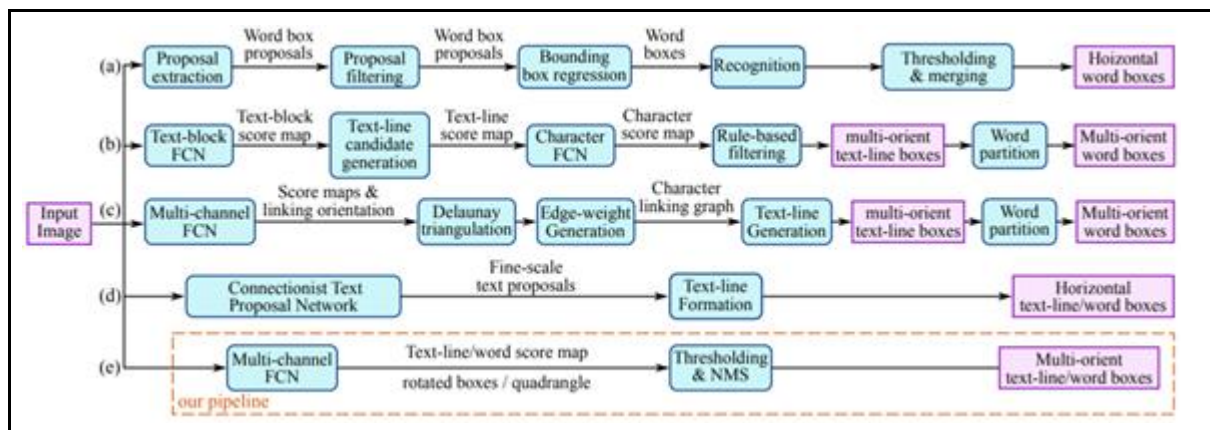 Word box proposals
Word box proposals
Word boxes
(a)
Proposal extraction
Proposal filtering
Bounding box regression
Recognition
Thresholding & merging
Hoizontal word boxes
Text-block score map
Text-line score map
Character score map
(b)
Text-block FCN
Text-line candidate generation
Character FCN
Rule-based filtering
multi-orient text-line boxes
Word partition
Multi-orient word boxes
Input Image
Score maps & linking orientation
Character linking graph
(c)
Multi-channel FCN
Delaunay triangulation
Edge-weight Generation
Text-line Generation
multi-orient text-line boxes
Word partition
Multi-orient word boxes
(d)
Connectionist Text Proposal Network
Fine-scale text proposals
Text-line Formation
Horizontal text-line/word boxes
(e)
Multi-channel FCN
Text-line/word score map
rotated boxes / quadrangle
Thresholding & NMS
Multi-orient text-line/word boxes
our pipeline